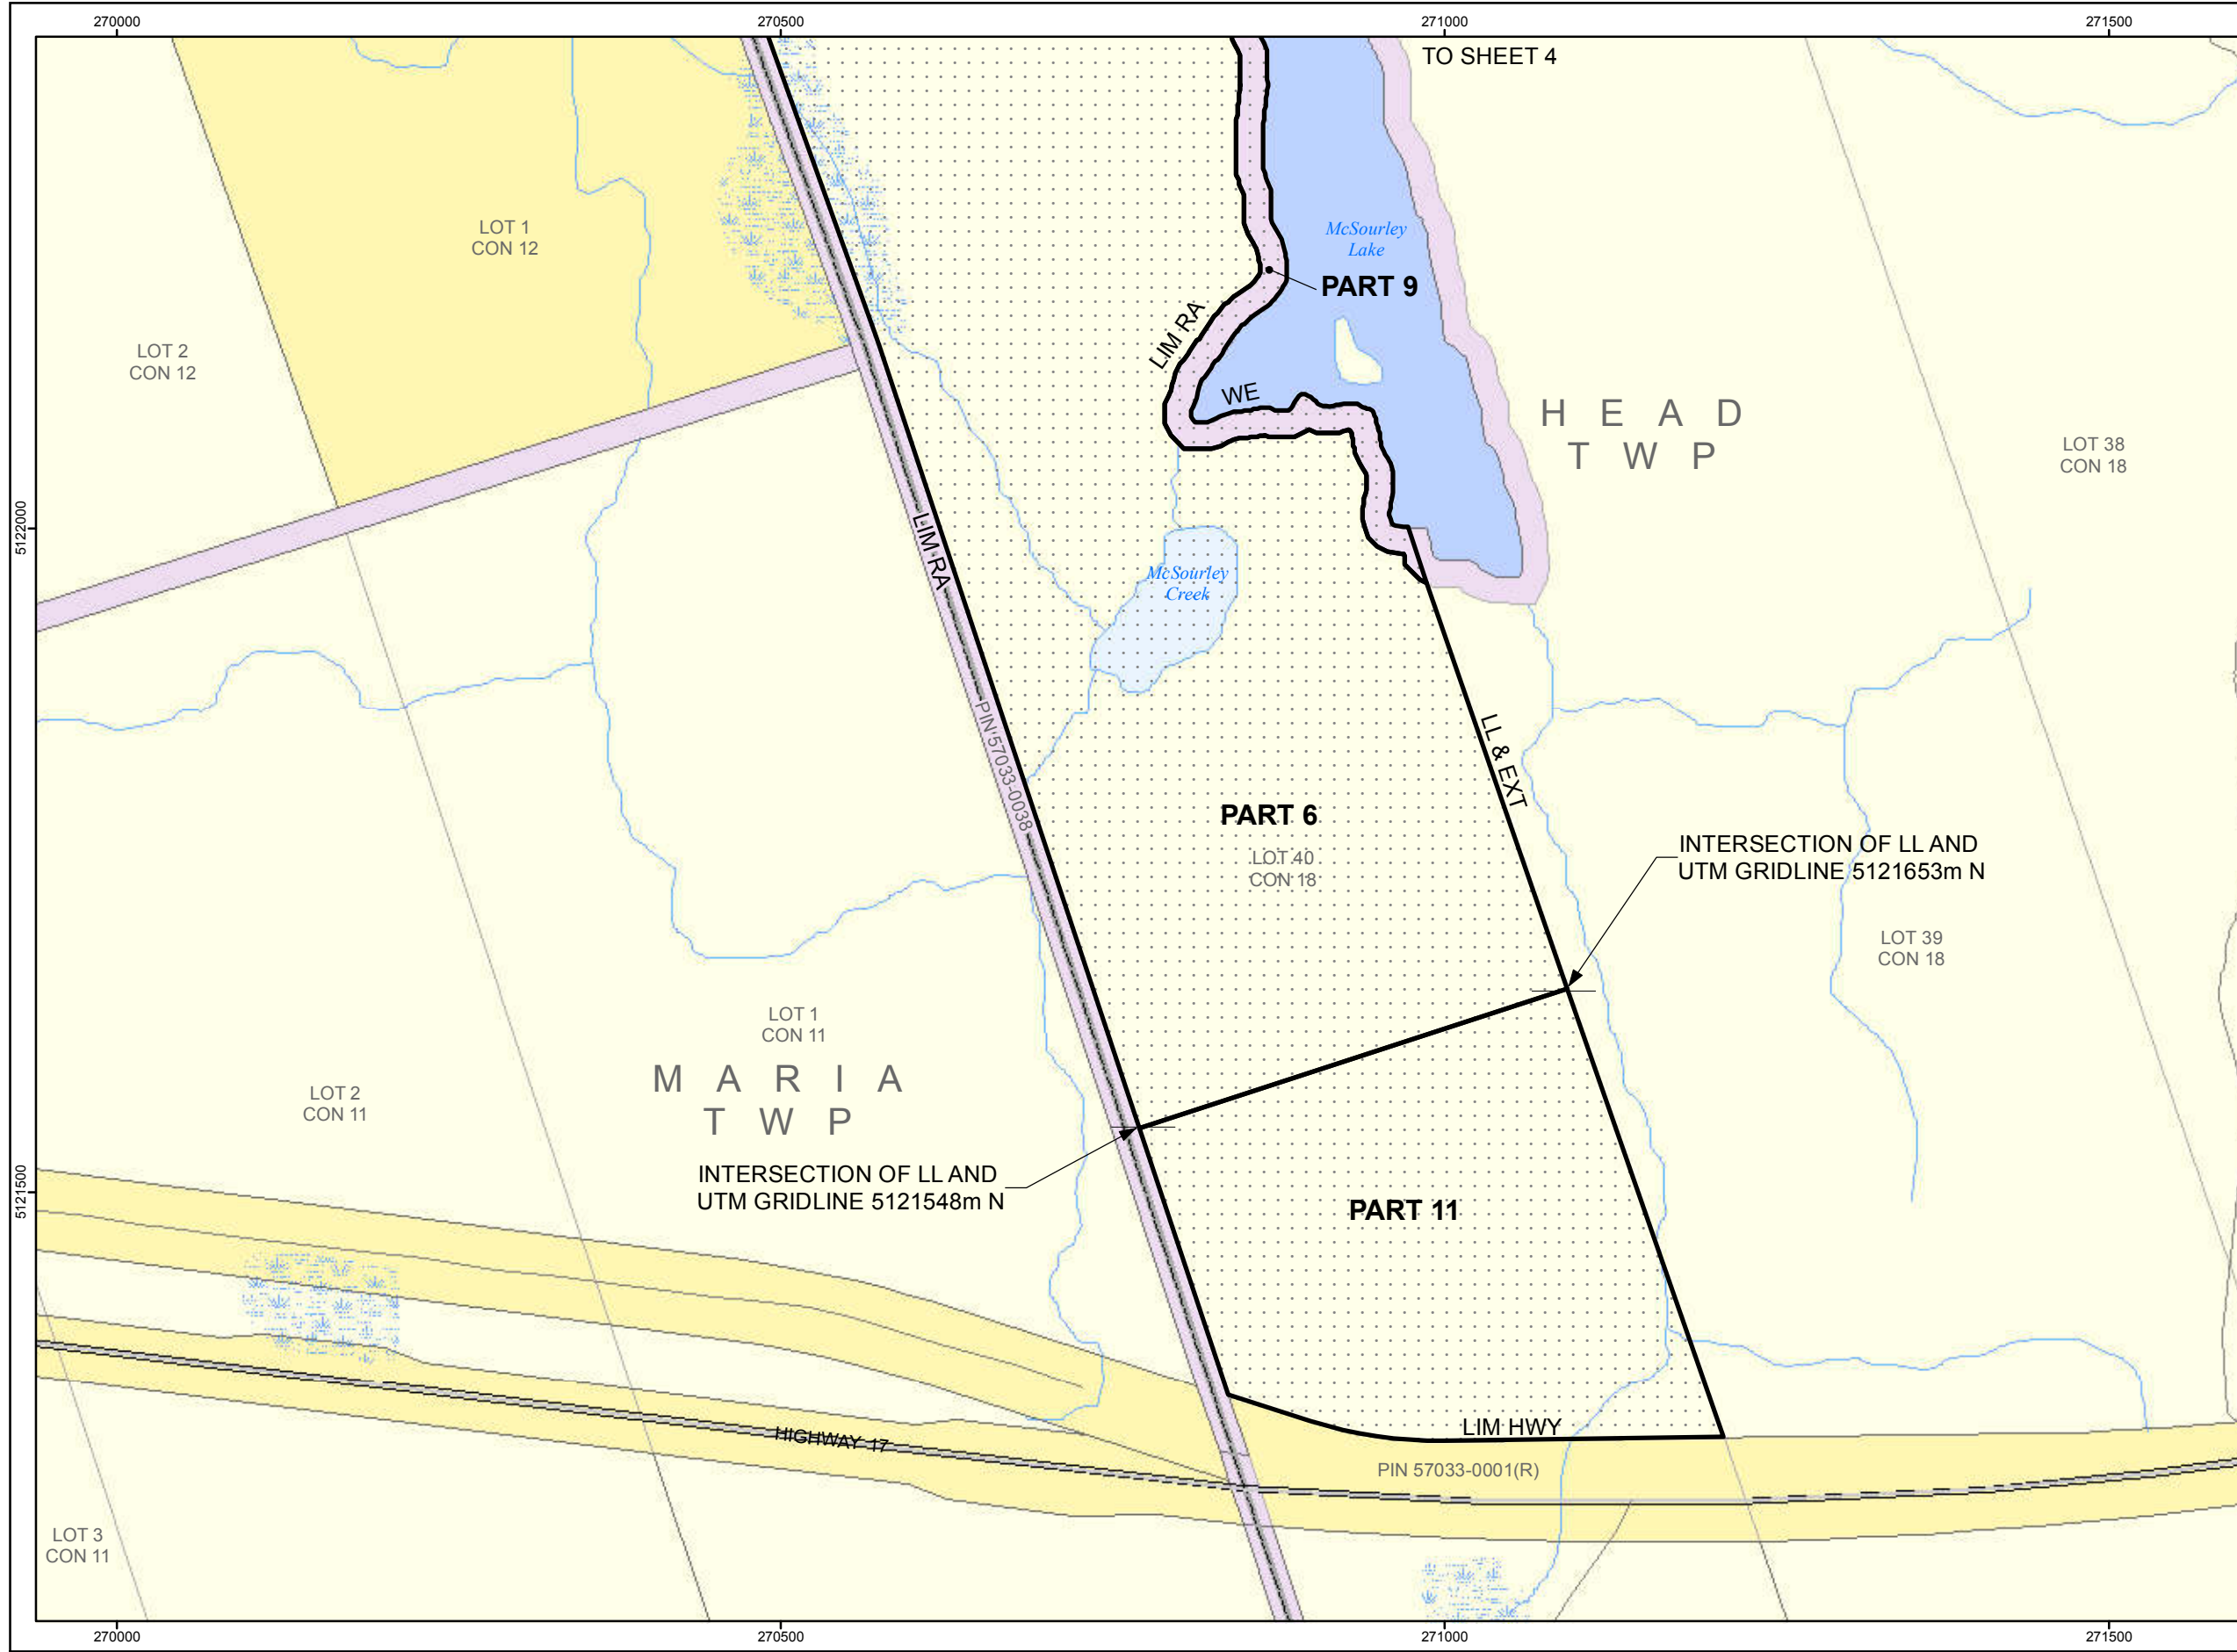 270000
270500
271000
271500
TO SHEET 4
LOT 1
CON 12
McSourley
Lake
PART 9
LIM RA
LOT 2
CON 12
WE
H E A D
T W P
LOT 38
CON 18
5122000
LIM RA
McSourley
Creek
PIN 57033-0038
LL & EXT
PART 6
LOT 40
CON 18
INTERSECTION OF LL AND
UTM GRIDLINE 5121653m N
LOT 39
CON 18
LOT 1
CON 11
M A R I A
T W P
LOT 2
CON 11
INTERSECTION OF LL AND
UTM GRIDLINE 5121548m N
5121500
PART 11
LIM HWY
HIGHWAY 17
PIN 57033-0001(R)
LOT 3
CON 11
270000
270500
271000
271500